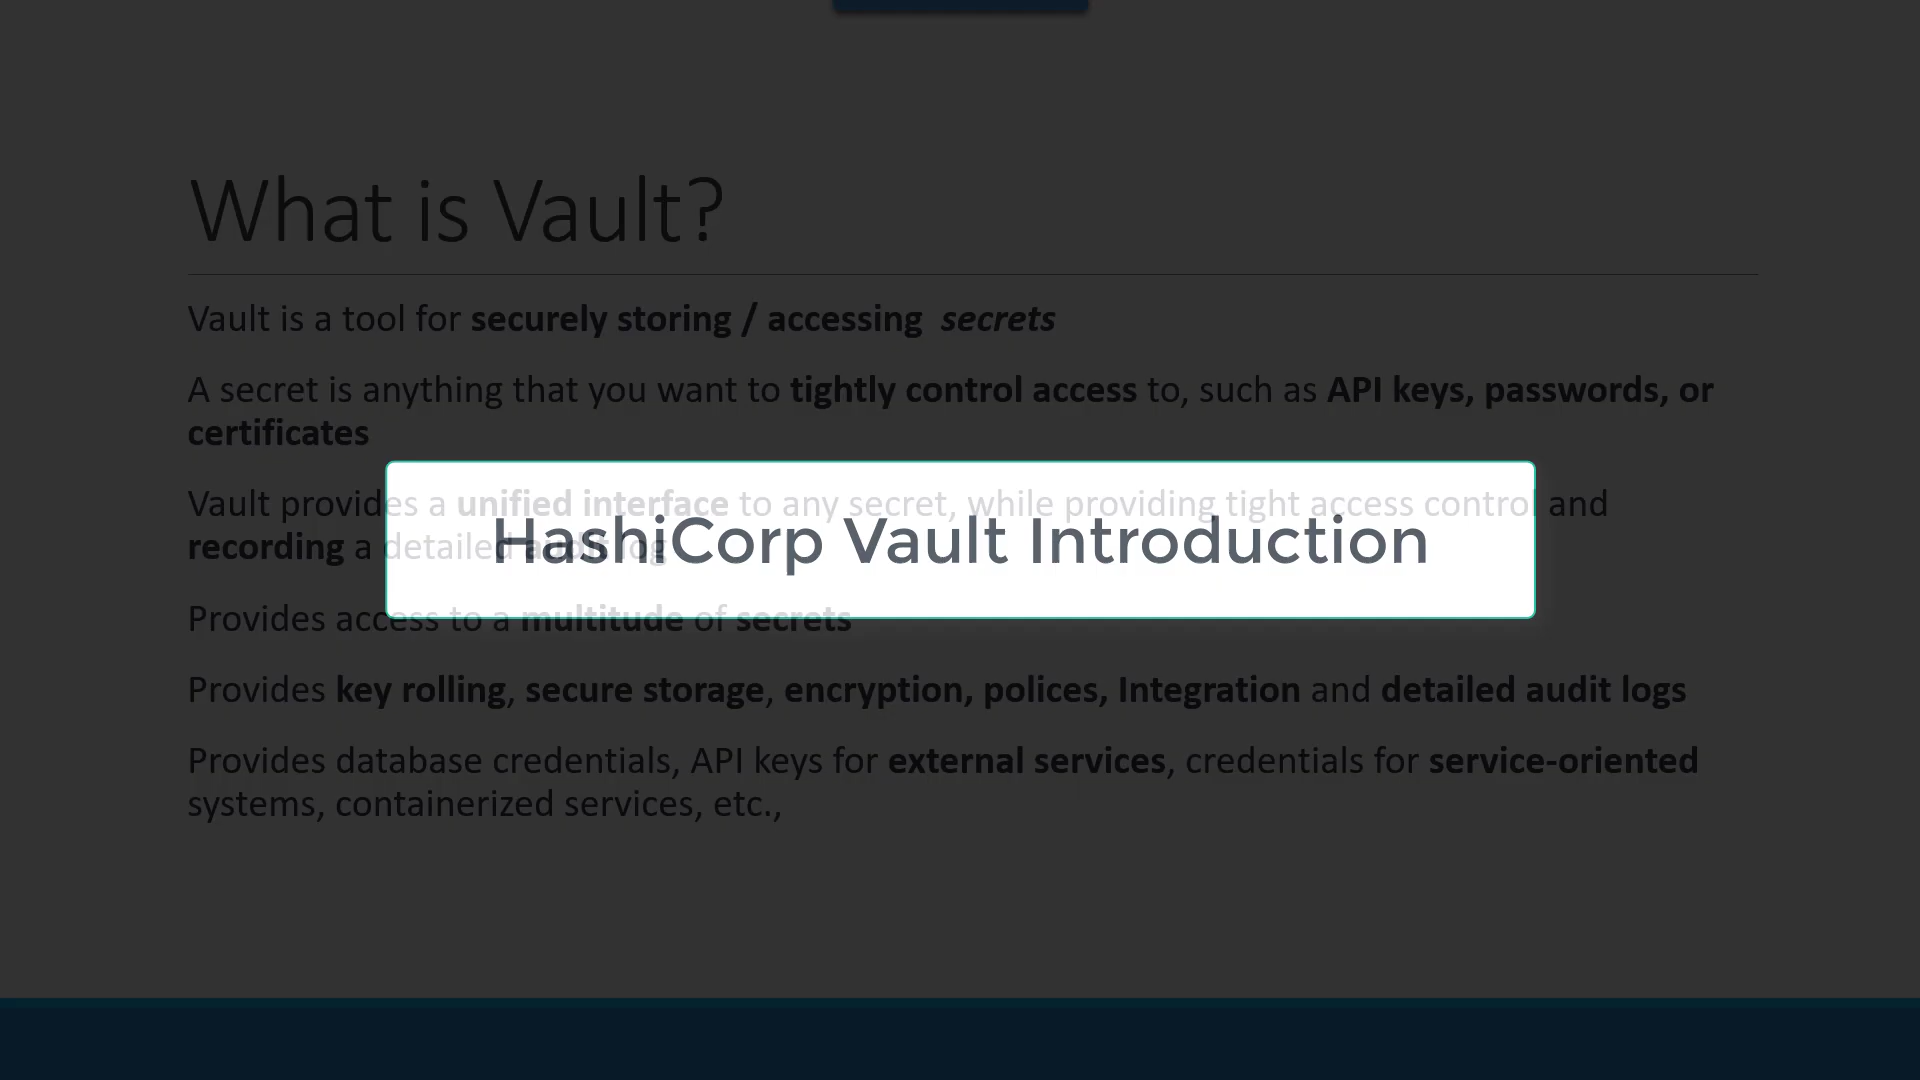 What is Vault?
Vault is a tool for securely storing / accessing secrets
A secret is anything that you want to tightly control access to, such as API keys, passwords, or
certificates
Vault provides a unified interface to any secret, while providing tight access control and
recording a detailed audit log
HashiCorp Vault Introduction
Provides access to a multitude of secrets
Provides key rolling, secure storage, encryption, polices, Integration and detailed audit logs
Provides database credentials, API keys for external services, credentials for service-oriented
systems, containerized services, etc.,